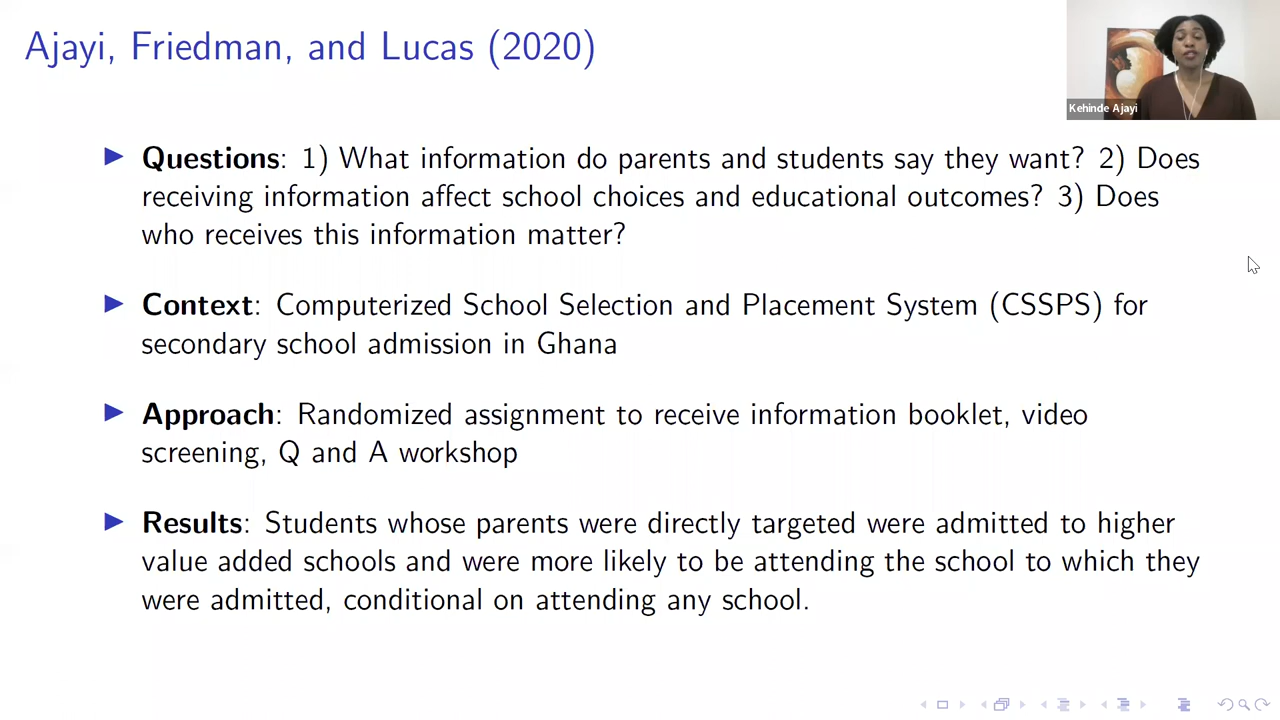 Ajayi, Friedman, and Lucas (2020)
Kehinde Ajayi
Questions: 1) What information do parents and students say they want? 2) Does
receiving information affect school choices and educational outcomes? 3) Does
who receives this information matter?
Context: Computerized School Selection and Placement System (CSSPS) for
secondary school admission in Ghana
Approach: Randomized assignment to receive information booklet, video
screening, Q and A workshop
Results: Students whose parents were directly targeted were admitted to higher
value added schools and were more likely to be attending the school to which they
were admitted, conditional on attending any school.